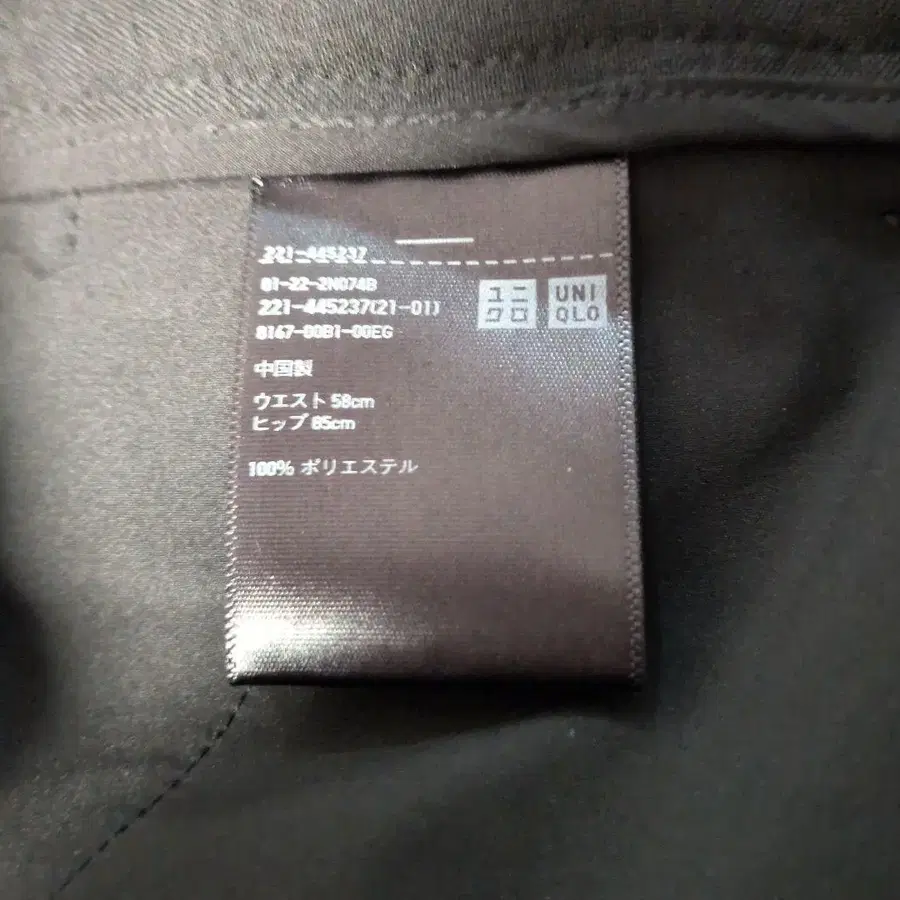 221-445237
01-22-2N074B
221-445237(21-01)
8167-00B1-00EG
ユニ
クロ
UNI
QLO
中国製
ウエスト 58cm
ヒップ 85cm
100% ポリエステル